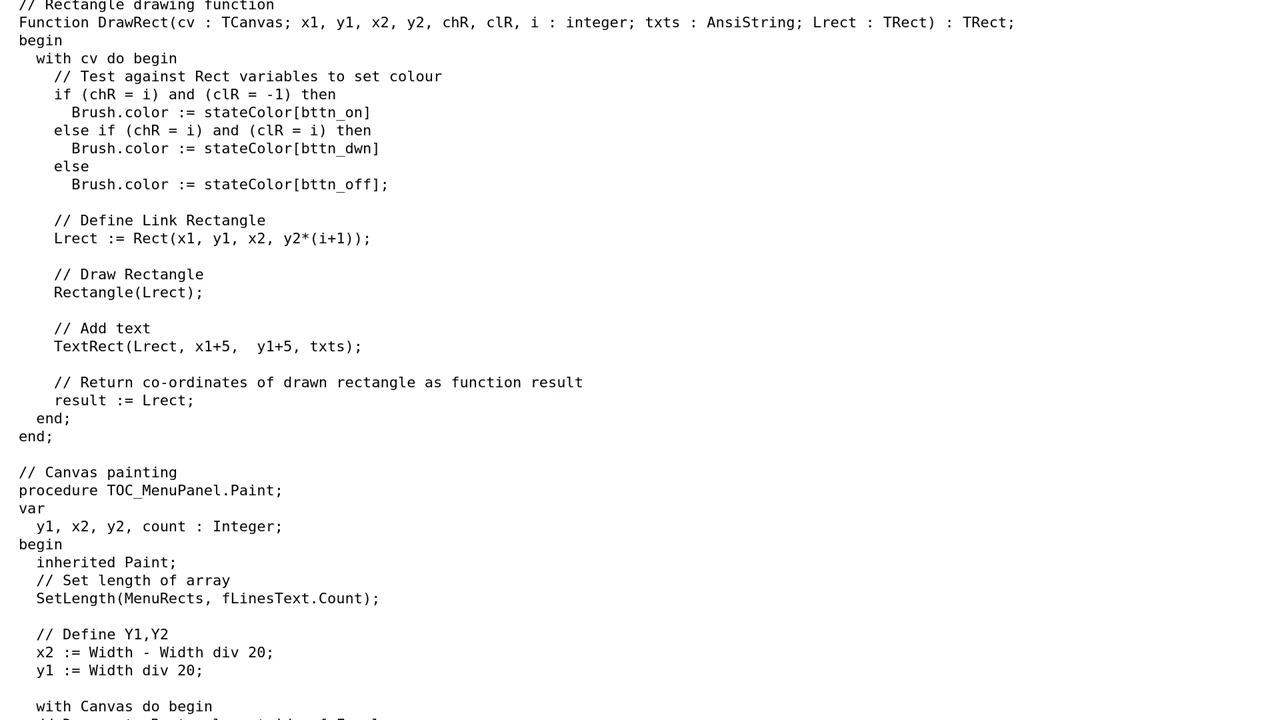 // Rectangle drawing function
Function DrawRect(cv : TCanvas; x1, y1, x2, y2, chR, clR, i : integer; txts : AnsiString; Lrect : TRect) : TRect;
begin
  with cv do begin
    // Test against Rect variables to set colour
    if (chR = i) and (clR = -1) then
      Brush.color := stateColor[bttn_on]
    else if (chR = i) and (clR = i) then
      Brush.color := stateColor[bttn_dwn]
    else
      Brush.color := stateColor[bttn_off];

    // Define Link Rectangle
    Lrect := Rect(x1, y1, x2, y2*(i+1));

    // Draw Rectangle
    Rectangle(Lrect);

    // Add text
    TextRect(Lrect, x1+5,  y1+5, txts);

    // Return co-ordinates of drawn rectangle as function result
    result := Lrect;
  end;
end;

// Canvas painting
procedure TOC_MenuPanel.Paint;
var
  y1, x2, y2, count : Integer;
begin
  inherited Paint;
  // Set length of array
  SetLength(MenuRects, fLinesText.Count);

  // Define Y1,Y2
  x2 := Width - Width div 20;
  y1 := Width div 20;

  with Canvas do begin